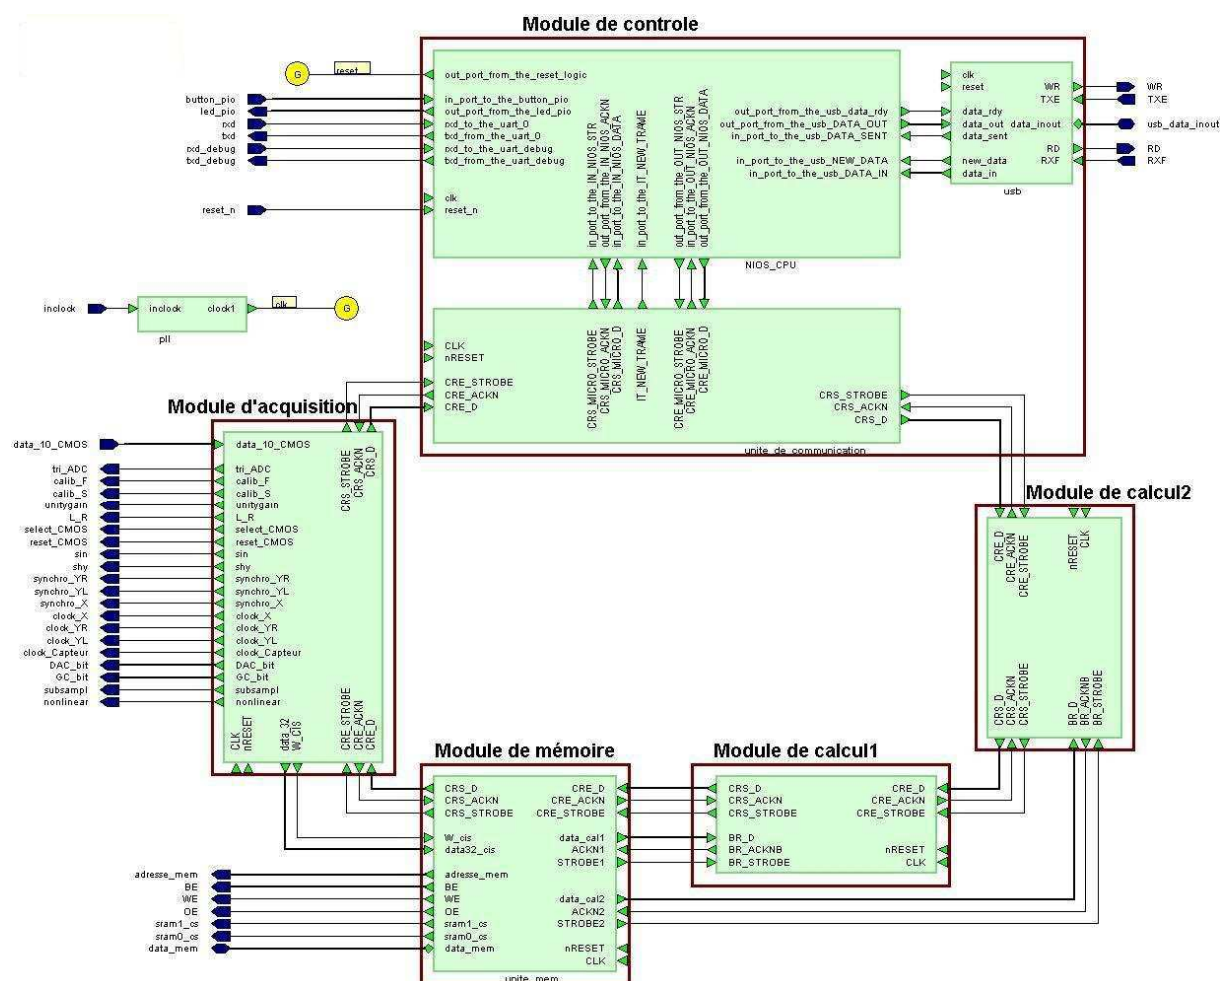 Module de controle
G
reset
out_port_from_the_reset_logic
button_pio
led_pio
rxd
txd
rxd_debug
txd_debug
in_port_to_the_button_pio
out_port_from_the_led_pio
rxd_to_the_uart_0
txd_from_the_uart_0
rxd_to_the_uart_debug
txd_from_the_uart_debug
reset_n
clk
reset_n
in_port_to_the_IN_NIOS_STR
out_port_from_the_IN_NIOS_ACKN
in_port_to_the_IN_NIOS_DATA
in_port_to_the_IT_NEW_TRAME
out_port_from_the_OUT_NIOS_STR
in_port_to_the_OUT_NIOS_ACKN
out_port_from_the_OUT_NIOS_DATA
out_port_from_the_usb_data_rdy
out_port_from_the_usb_DATA_OUT
in_port_to_the_usb_DATA_SENT
in_port_to_the_usb_NEW_DATA
in_port_to_the_usb_DATA_IN
NIOS_CPU
clk
reset
WR
TXE
data_rdy
data_out
data_inout
data_sent
RD
new_data
RXF
data_in
usb
WR
TXE
usb_data_inout
RD
RXF
inclock
inclock
clock1
pll
clk
G
CLK
nRESET
CRE_STROBE
CRE_ACKN
CRE_D
CRS_MICRO_STROBE
CRS_MICRO_ACKN
CRS_MICRO_D
IT_NEW_TRAME
CRE_MICRO_STROBE
CRE_MICRO_ACKN
CRE_MICRO_D
CRS_STROBE
CRS_ACKN
CRS_D
unite_de_communication
Module d'acquisition
data_10_CMOS
tri_ADC
calib_F
calib_S
unitygain
L_R
select_CMOS
reset_CMOS
sin
shy
synchro_YR
synchro_YL
synchro_X
clock_X
clock_YR
clock_YL
clock_Capteur
DAC_bit
GC_bit
subsampl
nonlinear
data_10_CMOS
tri_ADC
calib_F
calib_S
unitygain
L_R
select_CMOS
reset_CMOS
sin
shy
synchro_YR
synchro_YL
synchro_X
clock_X
clock_YR
clock_YL
clock_Capteur
DAC_bit
GC_bit
subsampl
nonlinear
CRS_STROBE
CRS_ACKN
CRS_D
CLK
nRESET
data_32
W_CIS
CRE_STROBE
CRE_ACKN
CRE_D
Module de calcul2
CRE_D
CRE_ACKN
CRE_STROBE
nRESET
CLK
CRS_D
CRS_ACKN
CRS_STROBE
BR_D
BR_ACKNB
BR_STROBE
Module de mémoire
CRS_D
CRS_ACKN
CRS_STROBE
W_cis
data32_cis
adresse_mem
BE
WE
OE
sram1_cs
sram0_cs
data_mem
CRE_D
CRE_ACKN
CRE_STROBE
data_cal1
ACKN1
STROBE1
data_cal2
ACKN2
STROBE2
nRESET
CLK
unite_mem
adresse_mem
BE
WE
OE
sram1_cs
sram0_cs
data_mem
Module de calcul1
CRS_D
CRS_ACKN
CRS_STROBE
BR_D
BR_ACKNB
BR_STROBE
CRE_D
CRE_ACKN
CRE_STROBE
nRESET
CLK